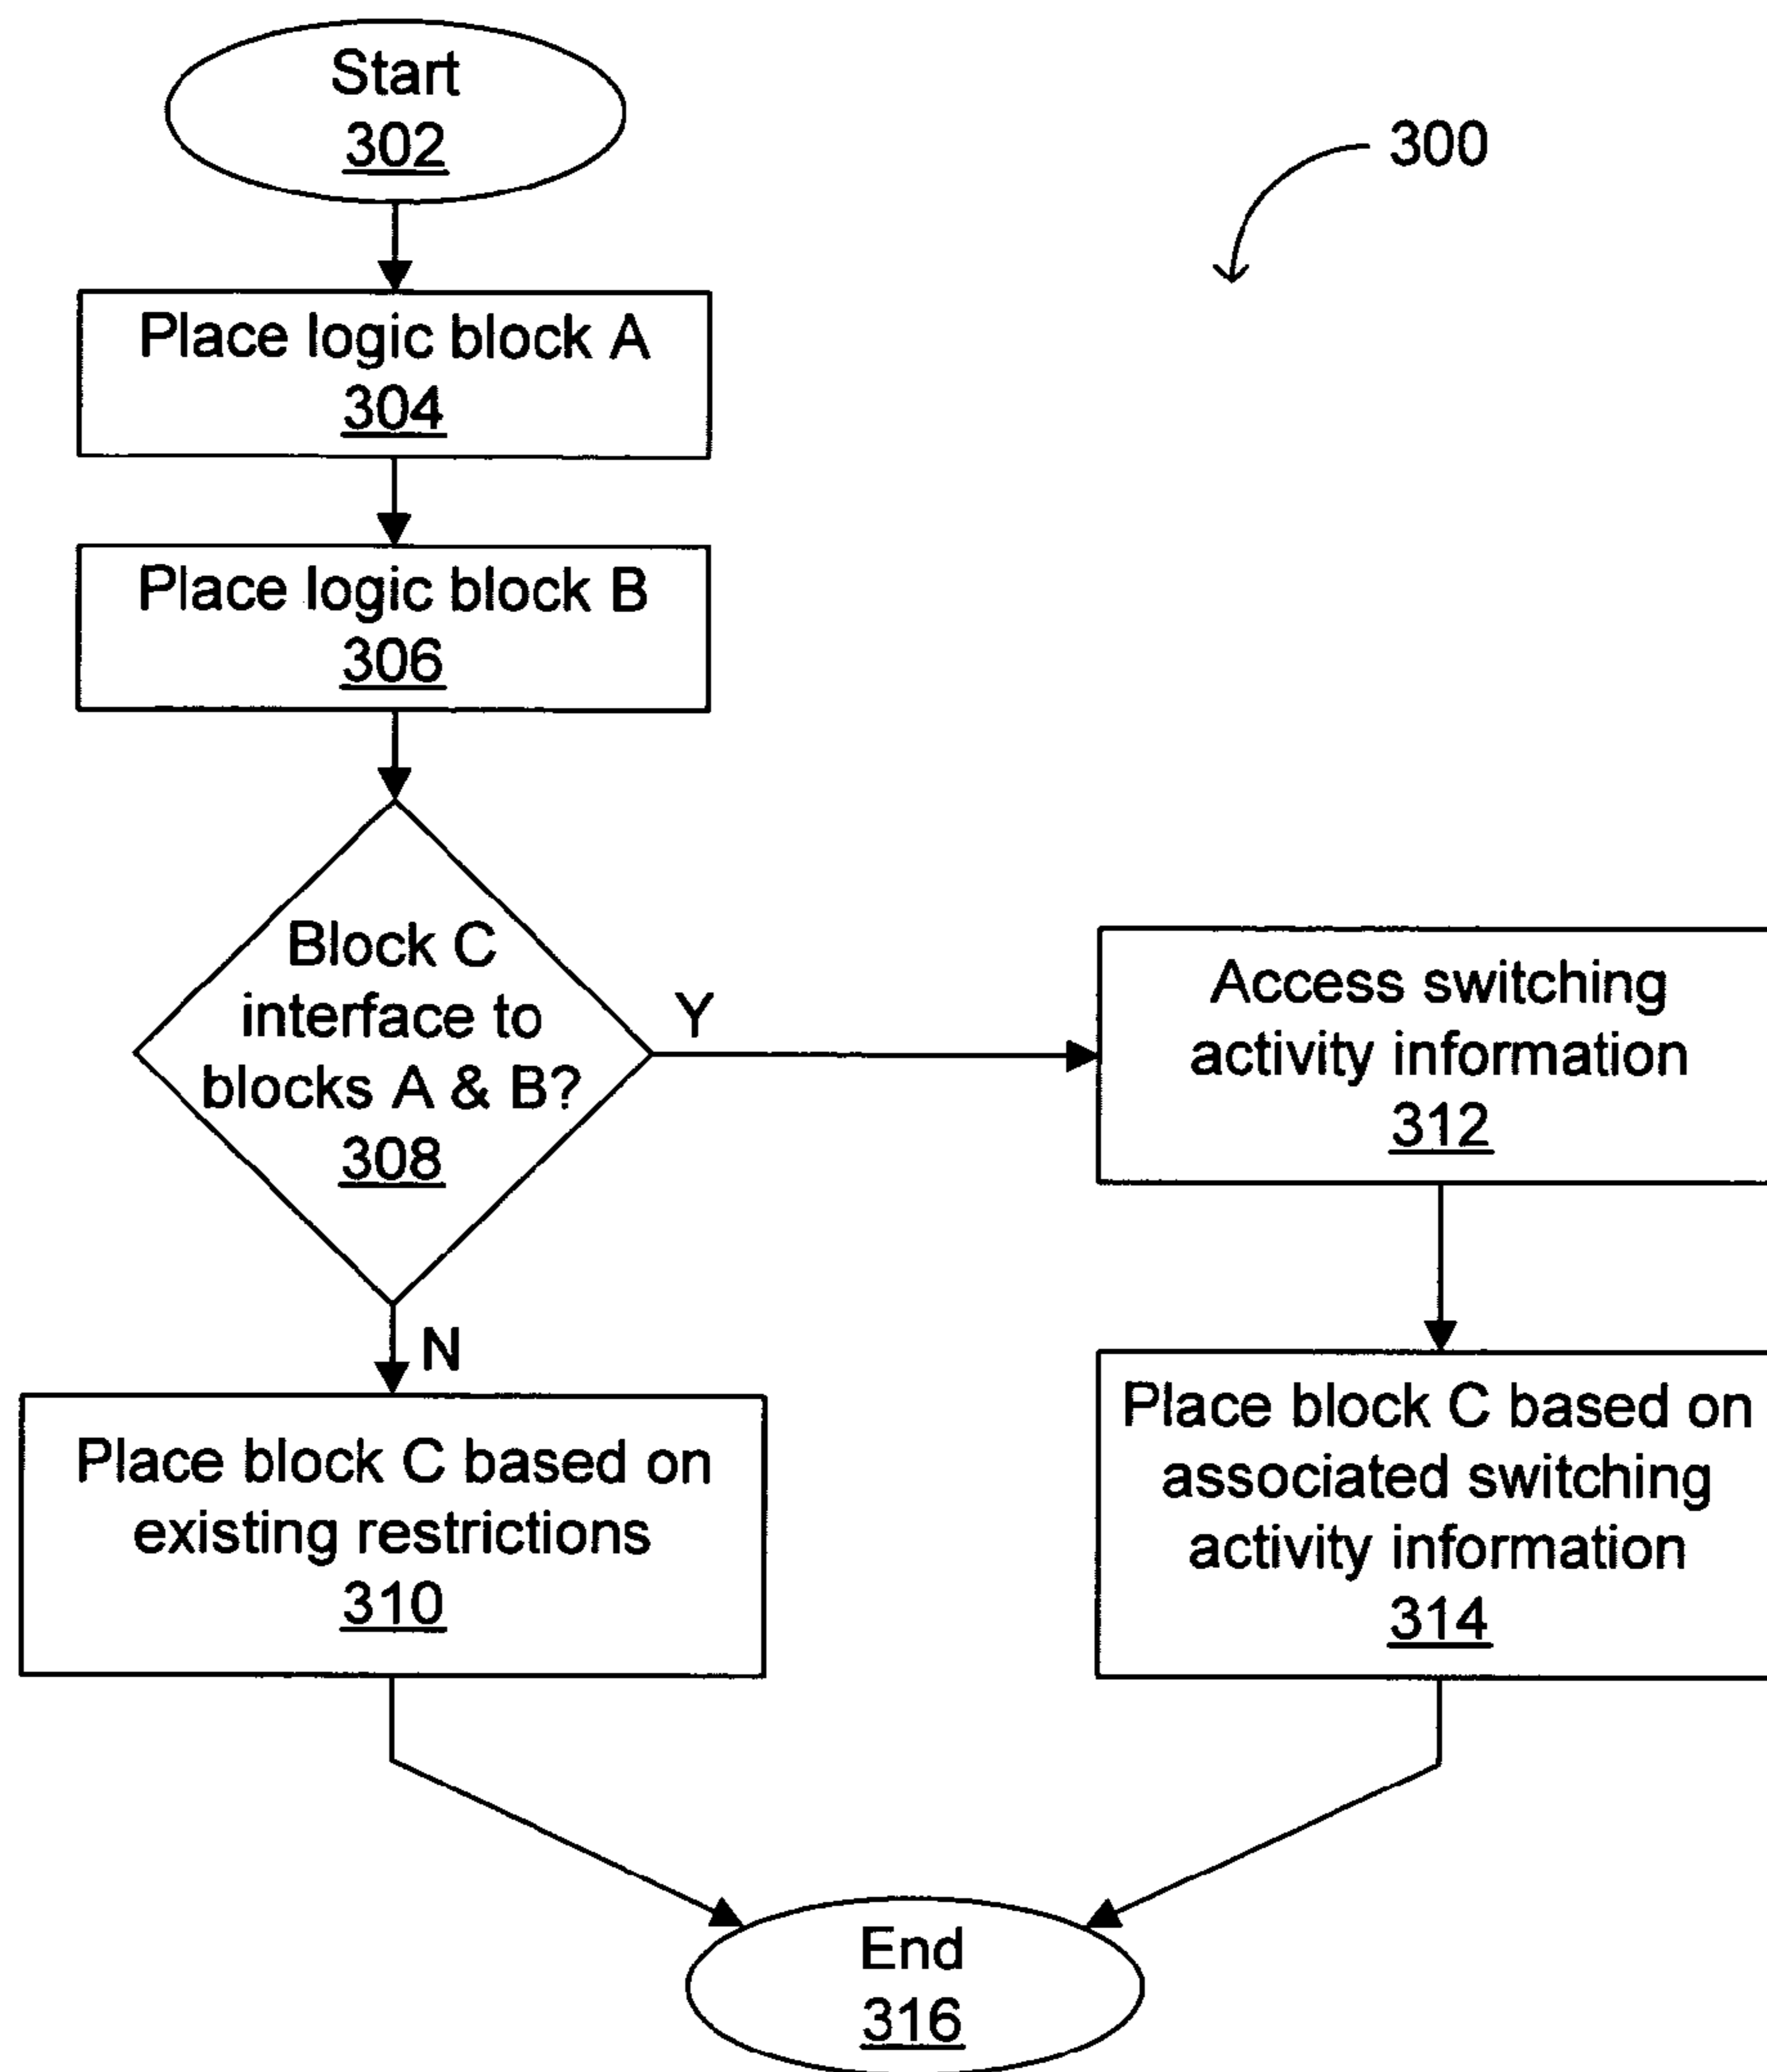 Start
302
300
Place logic block A
304
Place logic block B
306
Block C
interface to
blocks A & B?
308
Y
N
Access switching
activity information
312
Place block C based on
existing restrictions
310
Place block C based on
associated switching
activity information
314
End
316